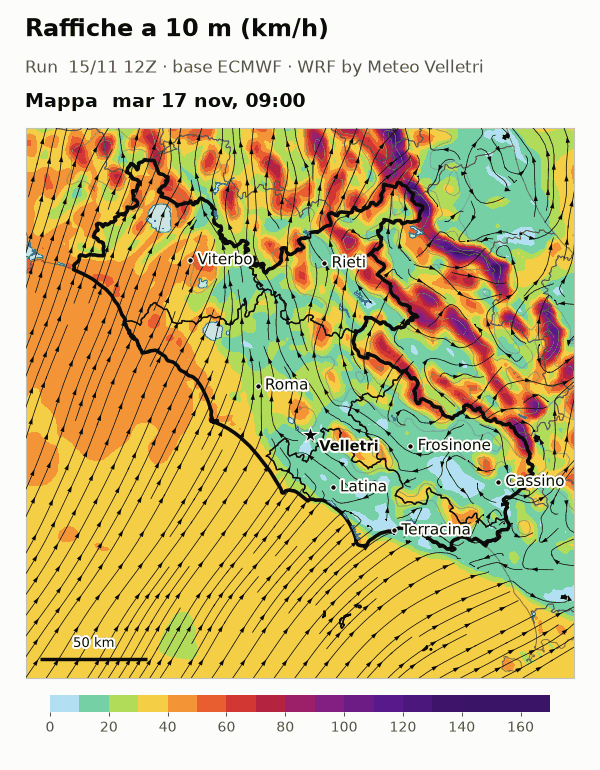 Raffiche a 10 m (km/h)
Run  15/11 12Z · base ECMWF · WRF by Meteo Velletri
Mappa  mar 17 nov, 09:00
Viterbo
Rieti
Roma
Velletri
Frosinone
Cassino
Latina
Terracina
50 km
0 20 40 60 80 100 120 140 160